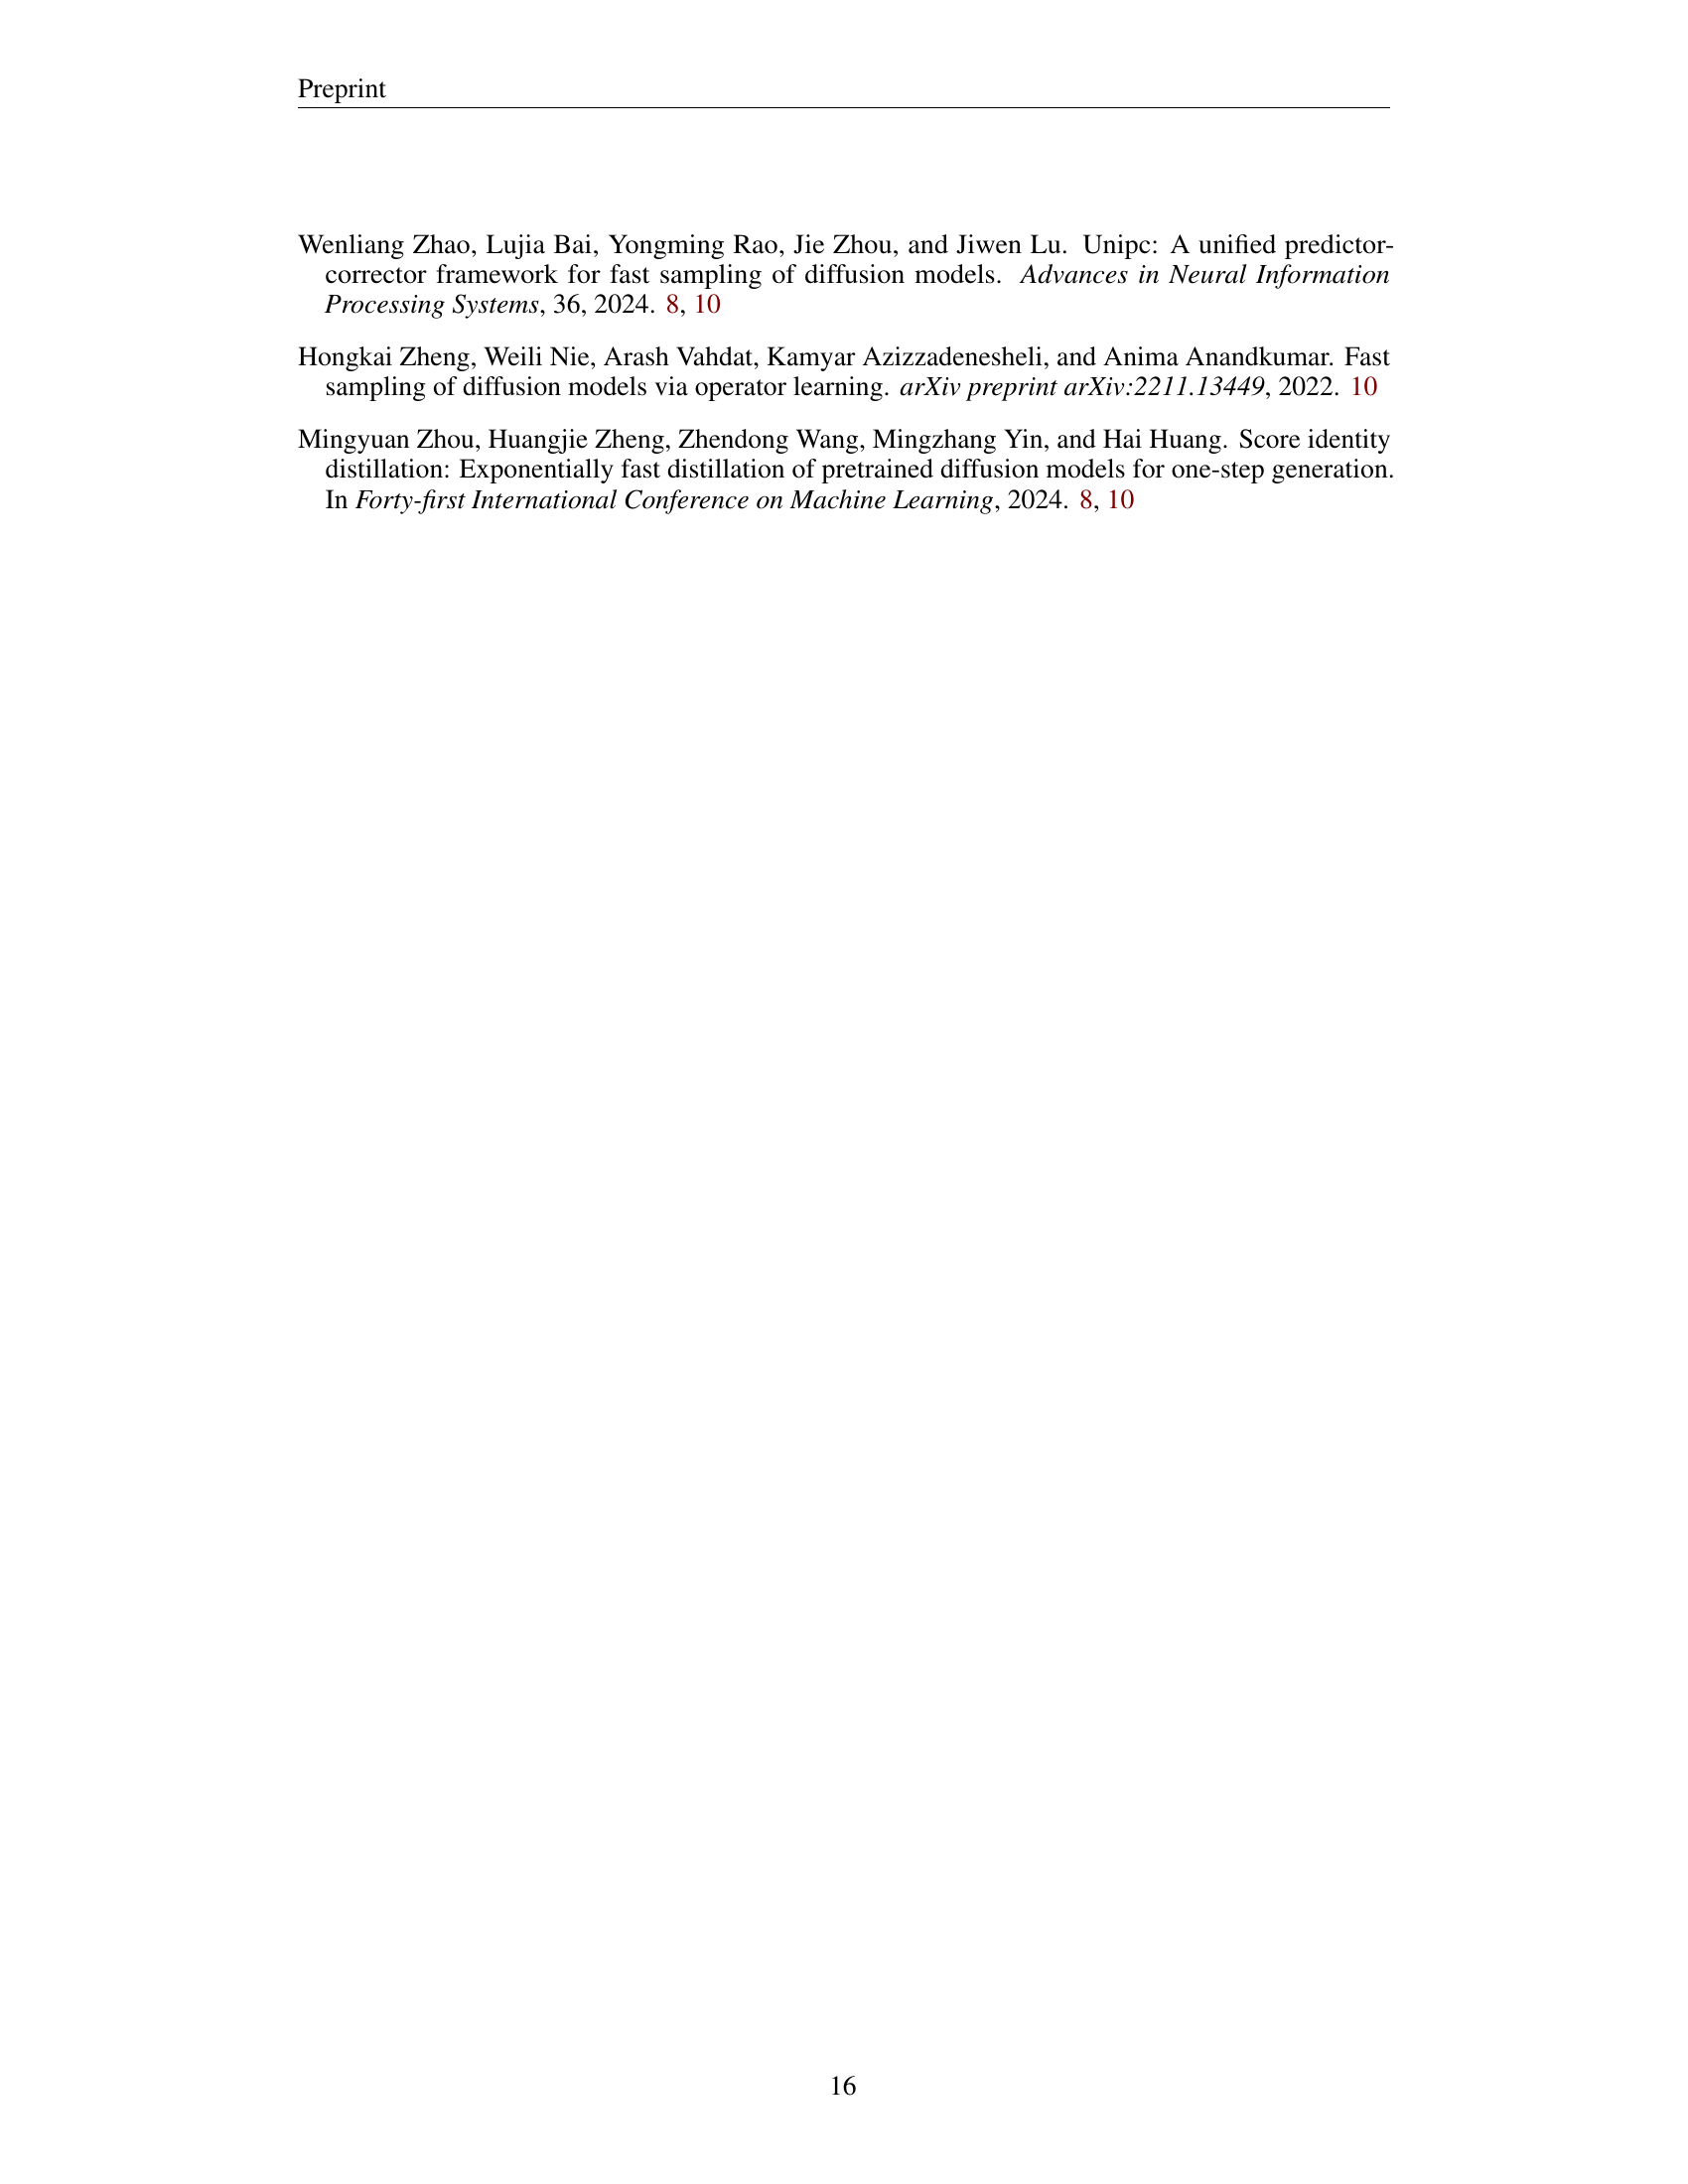 Preprint
Wenliang Zhao, Lujia Bai, Yongming Rao, Jie Zhou, and Jiwen Lu. Unipc: A unified predictor-
corrector framework for fast sampling of diffusion models. Advances in Neural Information
Processing Systems, 36, 2024. 8, 10
Hongkai Zheng, Weili Nie, Arash Vahdat, Kamyar Azizzadenesheli, and Anima Anandkumar. Fast
sampling of diffusion models via operator learning. arXiv preprint arXiv:2211.13449, 2022. 10
Mingyuan Zhou, Huangjie Zheng, Zhendong Wang, Mingzhang Yin, and Hai Huang. Score identity
distillation: Exponentially fast distillation of pretrained diffusion models for one-step generation.
In Forty-first International Conference on Machine Learning, 2024. 8, 10
16